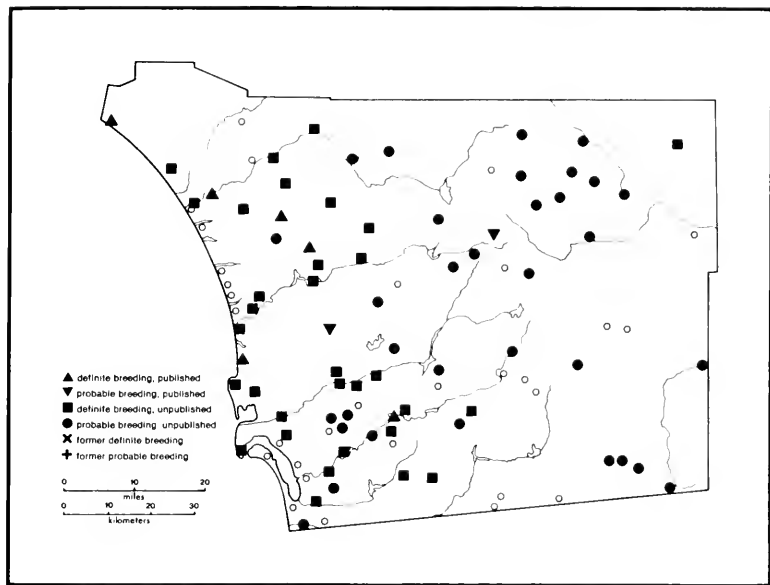 ▲ definite breeding, published
▼ probable breeding, published
■ definite breeding, unpublished
● probable breeding, unpublished
✕ former definite breeding
+ former probable breeding
0 10 20
miles
0 10 20 30
kilometers